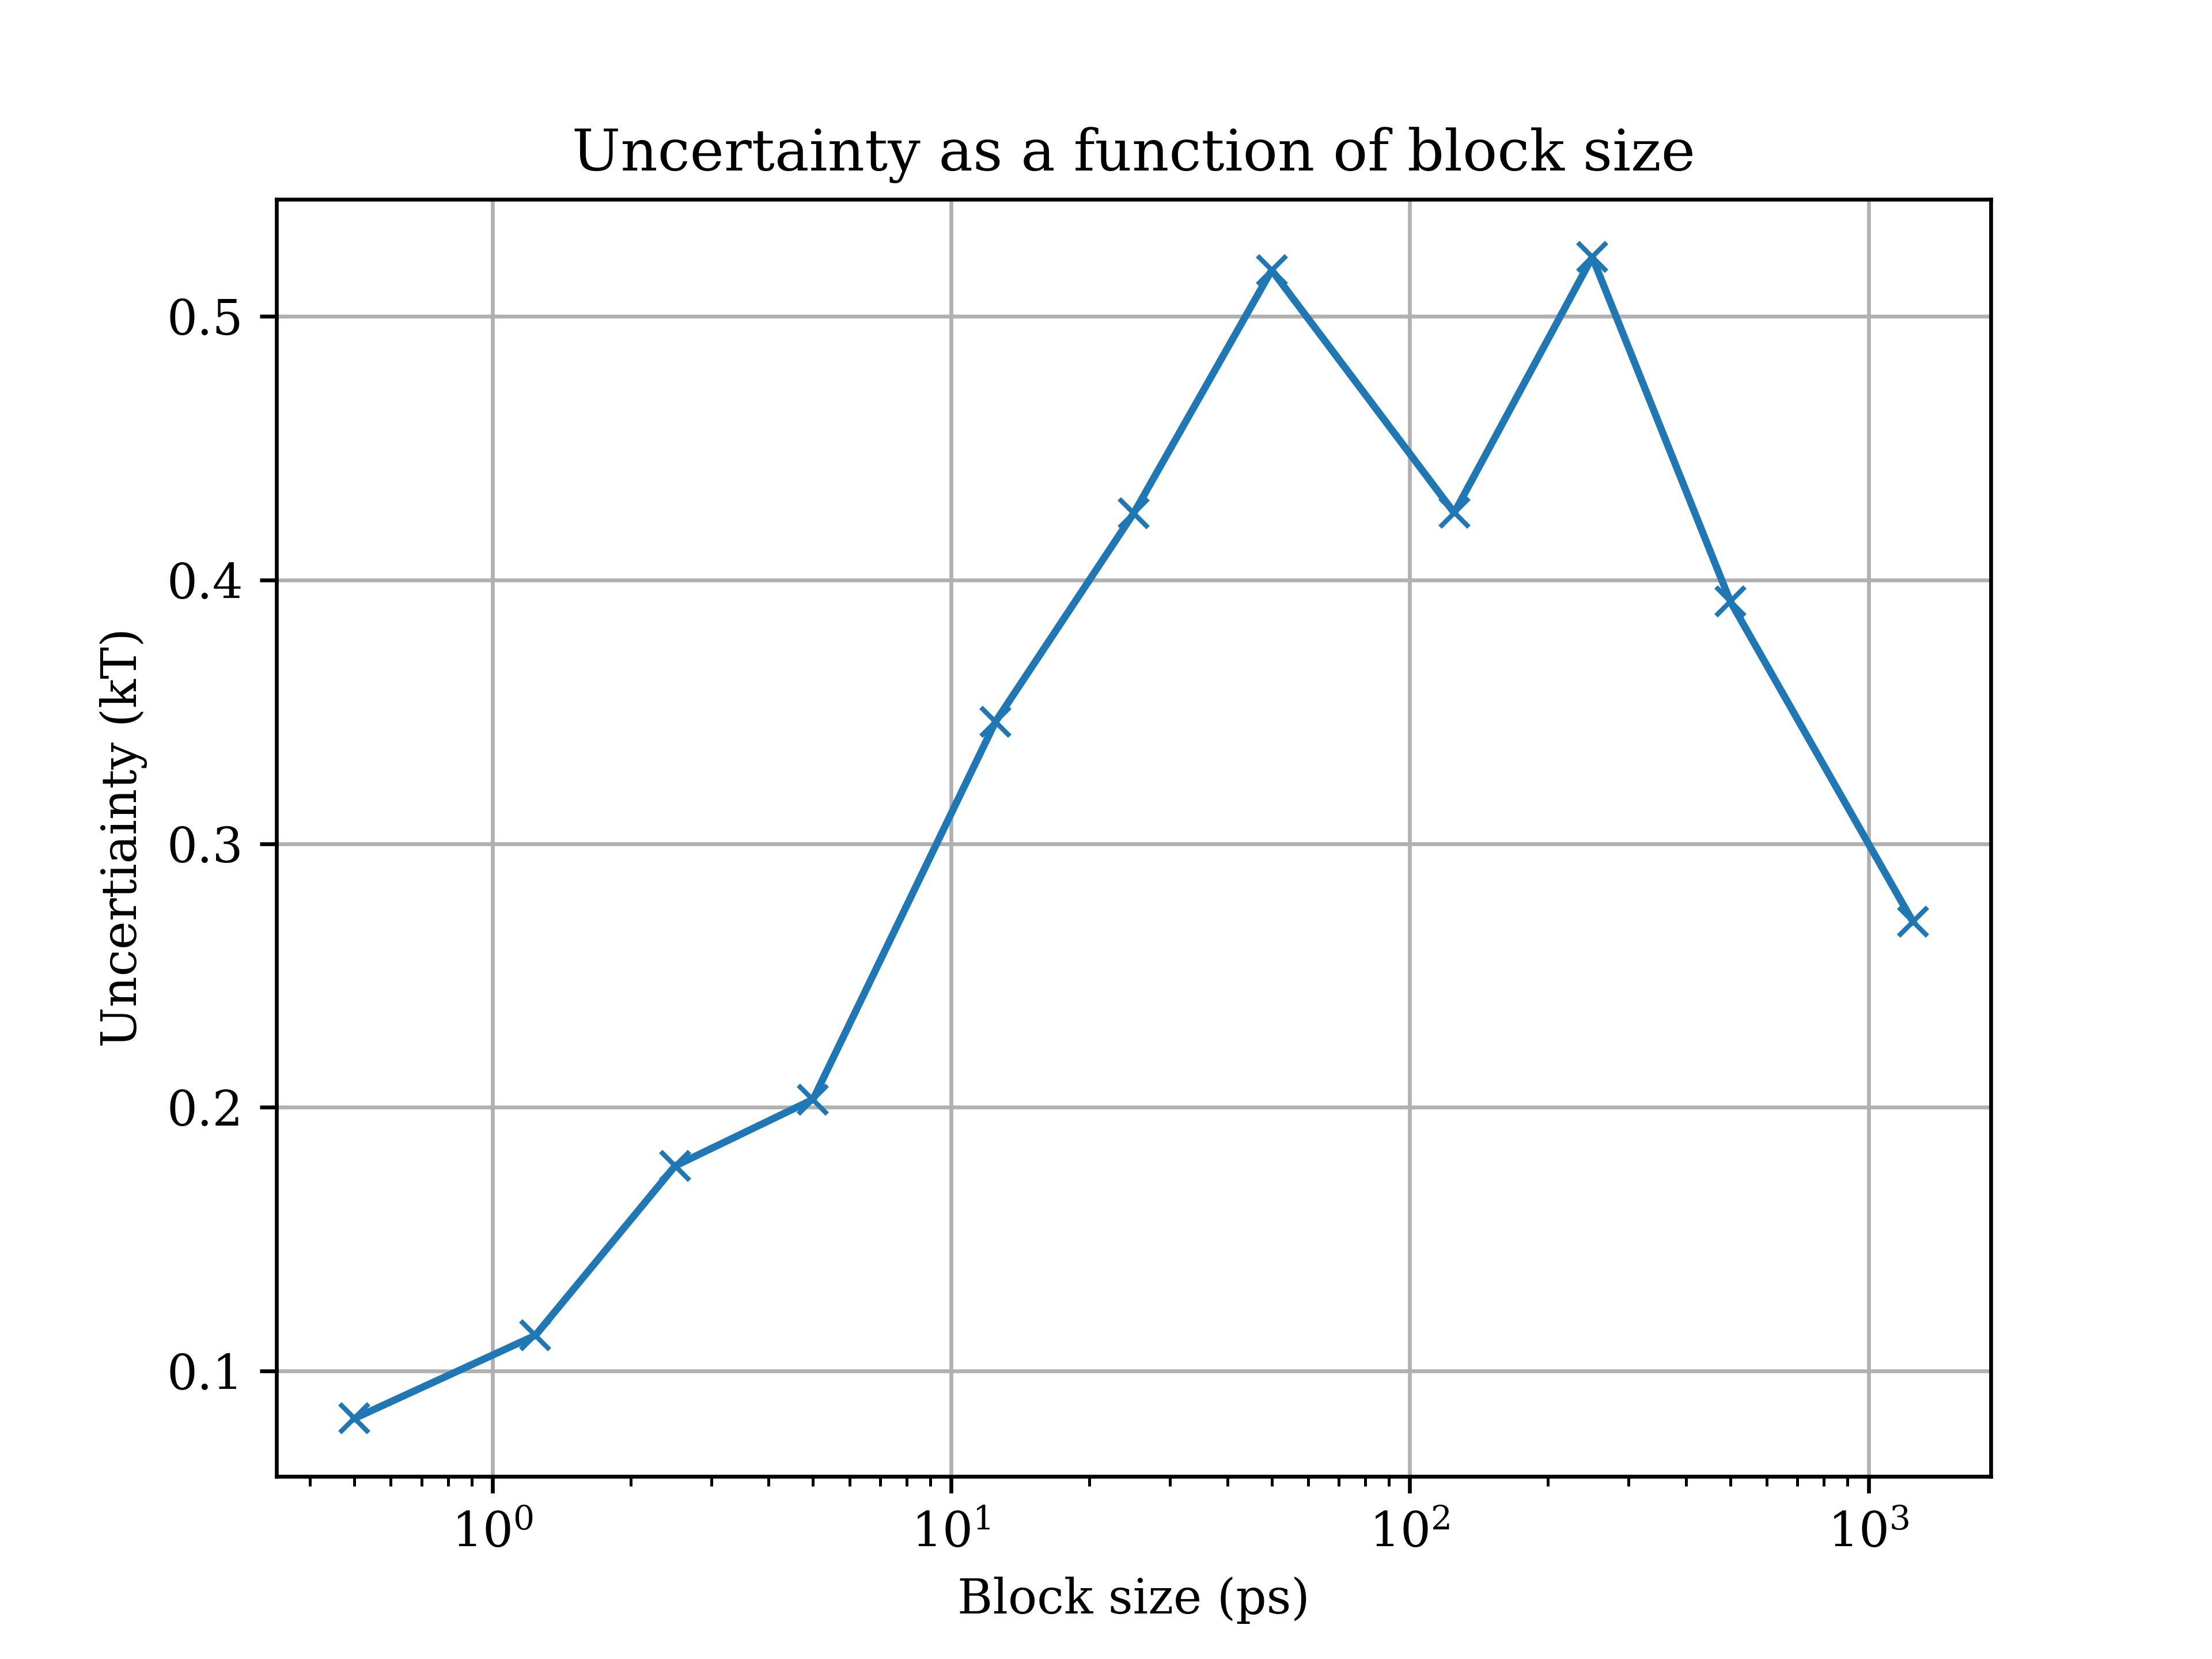 Uncertainty as a function of block size
0.5
0.4
0.3
0.2
0.1
Uncertiainty (kT)
10⁰ 10¹ 10² 10³
Block size (ps)